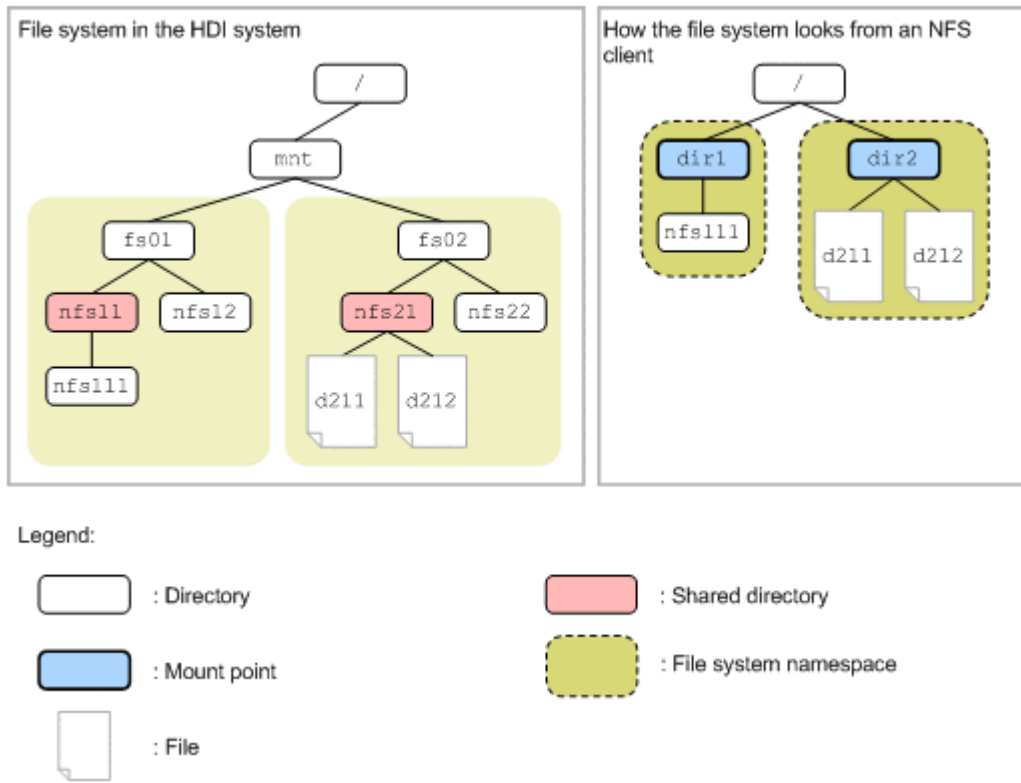 File system in the HDI system
/
mnt
fs01
fs02
nfs11
nfs12
nfs21
nfs22
nfs111
d211
d212
How the file system looks from an NFS
client
/
dir1
dir2
nfs111
d211
d212
Legend:
: Directory
: Shared directory
: Mount point
: File system namespace
: File